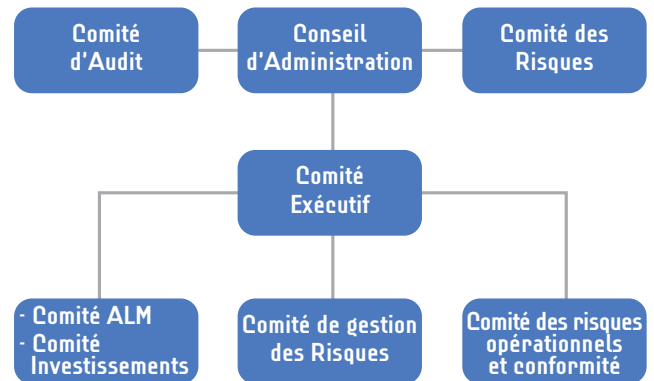 Comité
d'Audit
Conseil
d'Administration
Comité des
Risques
Comité
Exécutif
- Comité ALM
- Comité
Investissements
Comité de gestion
des Risques
Comité des risques
opérationnels
et conformité